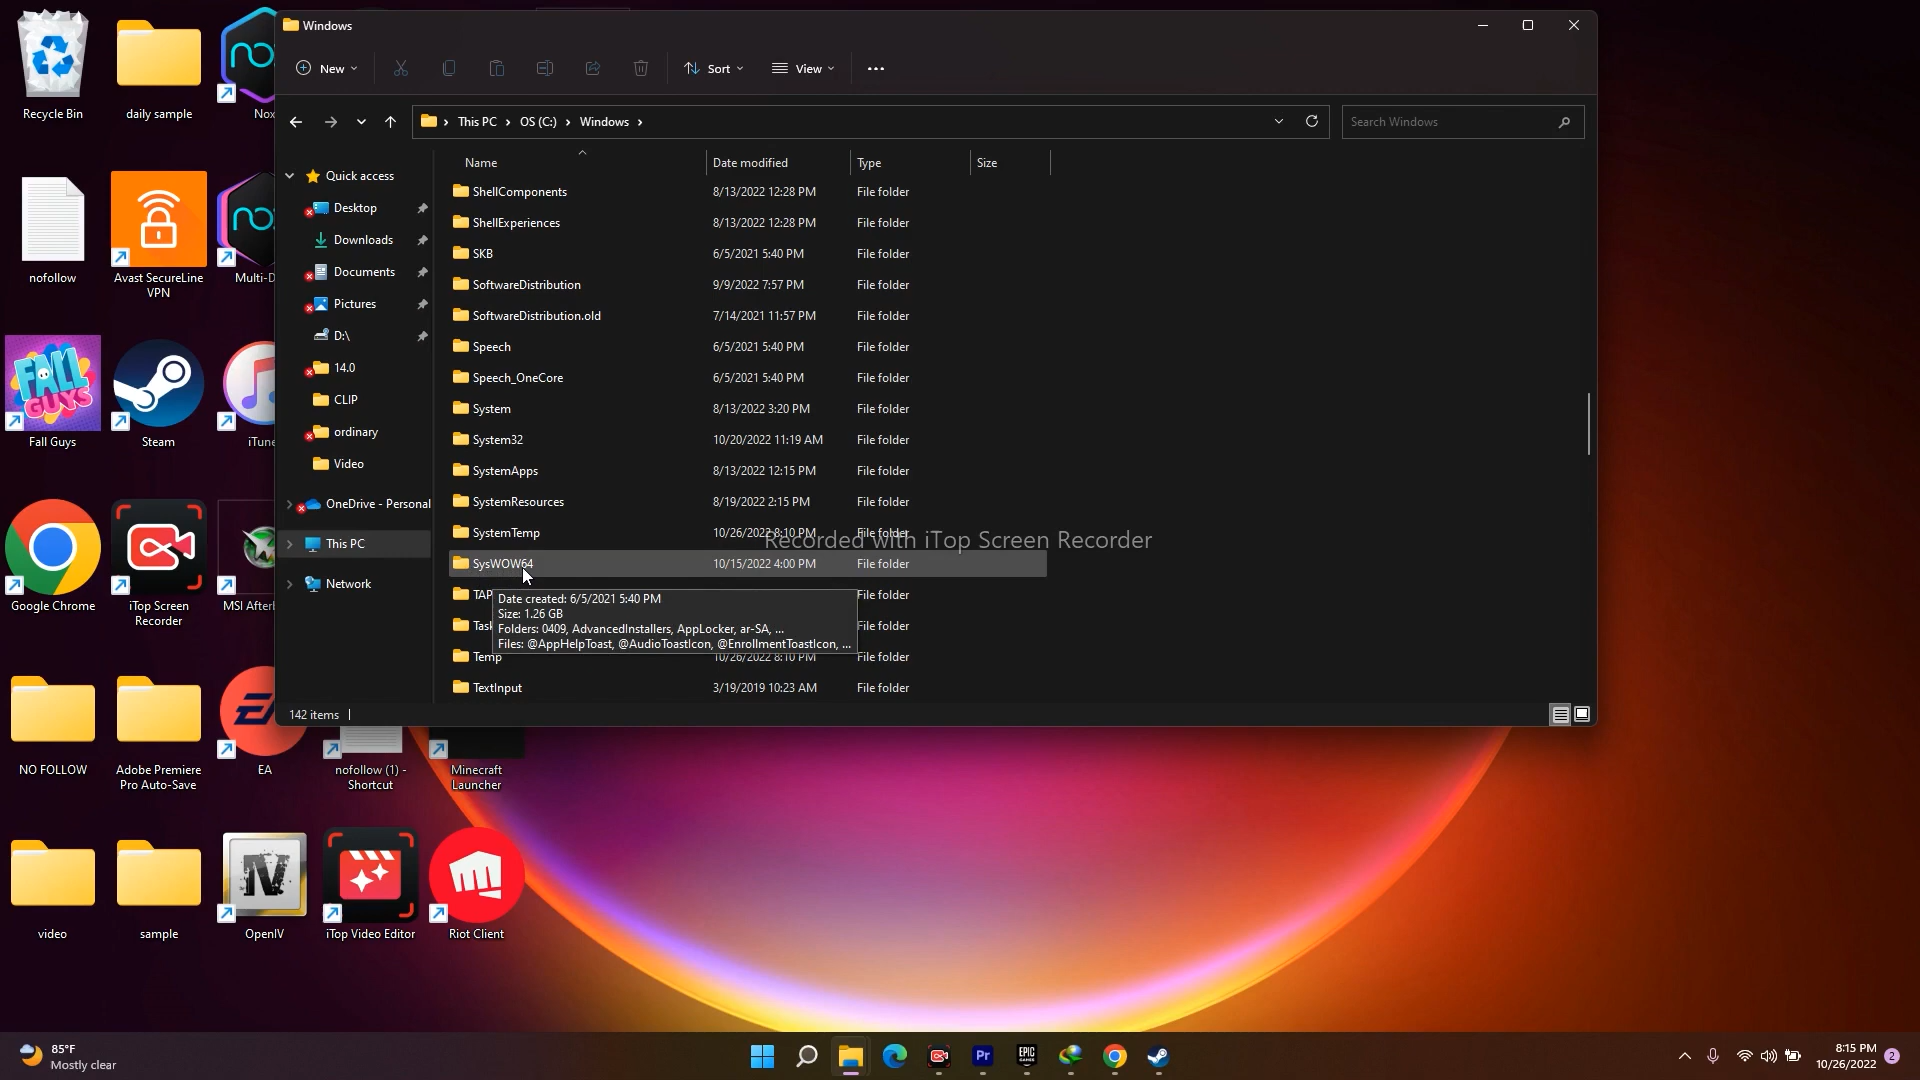 Windows
New
Sort
View
This PC
OS (C:)
Windows
Search Windows
Name
Date modified
Type
Size
Quick access
Desktop
Downloads
Documents
Pictures
D:\
14.0
CLIP
ordinary
Video
OneDrive - Personal
This PC
Network
ShellComponents 8/13/2022 12:28 PM File folder
ShellExperiences 8/13/2022 12:28 PM File folder
SKB 6/5/2021 5:40 PM File folder
SoftwareDistribution 9/9/2022 7:57 PM File folder
SoftwareDistribution.old 7/14/2021 11:57 PM File folder
Speech 6/5/2021 5:40 PM File folder
Speech_OneCore 6/5/2021 5:40 PM File folder
System 8/13/2022 3:20 PM File folder
System32 10/20/2022 11:19 AM File folder
SystemApps 8/13/2022 12:15 PM File folder
SystemResources 8/19/2022 2:15 PM File folder
SystemTemp 10/26/2022 8:10 PM File folder
Recorded with iTop Screen Recorder
SysWOW64 10/15/2022 4:00 PM File folder
TAP File folder
Date created: 6/5/2021 5:40 PM
Size: 1.26 GB
Folders: 0409, AdvancedInstallers, AppLocker, ar-SA, ...
Files: @AppHelpToast, @AudioToastIcon, @EnrollmentToastIcon, ...
Task File folder
Temp 10/26/2022 8:10 PM File folder
TextInput 3/19/2019 10:23 AM File folder
142 items
Recycle Bin
daily sample
Nox
nofollow
Avast SecureLine
VPN
Multi-D
Fall Guys
Steam
iTune
Google Chrome
iTop Screen
Recorder
MSI Afterb
NO FOLLOW
Adobe Premiere
Pro Auto-Save
EA
nofollow (1) -
Shortcut
Minecraft
Launcher
video
sample
OpenIV
iTop Video Editor
Riot Client
FALL
GUYS
EA
IV
85°F
Mostly clear
Pr
EPIC
GAMES
8:15 PM
10/26/2022
2